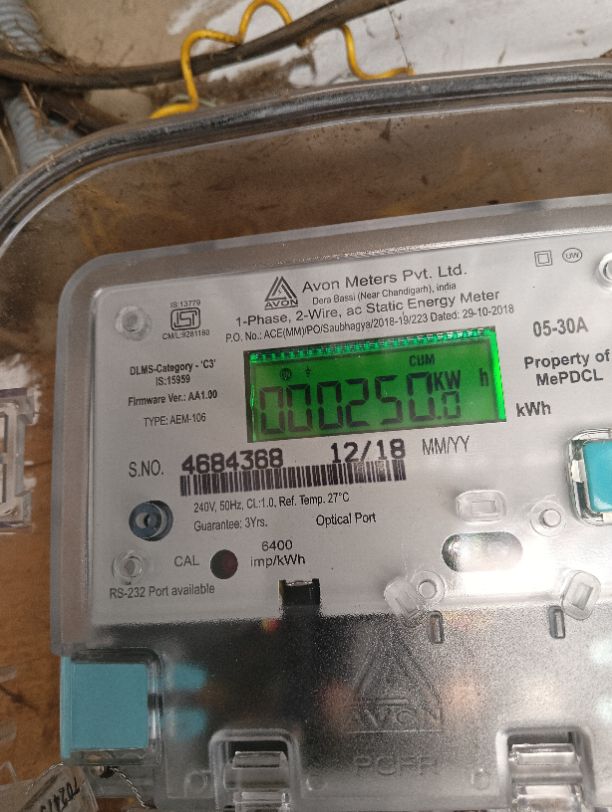 UW
Avon Meters Pvt. Ltd.
AVON
Dera Bassi (Near Chandigarh), india
1-Phase, 2-Wire, ac Static Energy Meter
P.O. No.: ACE(MM)/PO/Saubhagya/2018-19/223 Dated: 29-10-2018
IS:13779
ISI
CM/L:9281180
DLMS-Category - 'C3'
IS:15959
Firmware Ver.: AA1.00
TYPE: AEM-106
05-30A
Property of
MePDCL
CUM
000250.0 KW h
kWh
S.NO. 4684368 12/18 MM/YY
240V, 50Hz, CL:1.0, Ref. Temp. 27°C
Guarantee: 3Yrs. Optical Port
CAL 6400
imp/kWh
RS-232 Port available
AVON